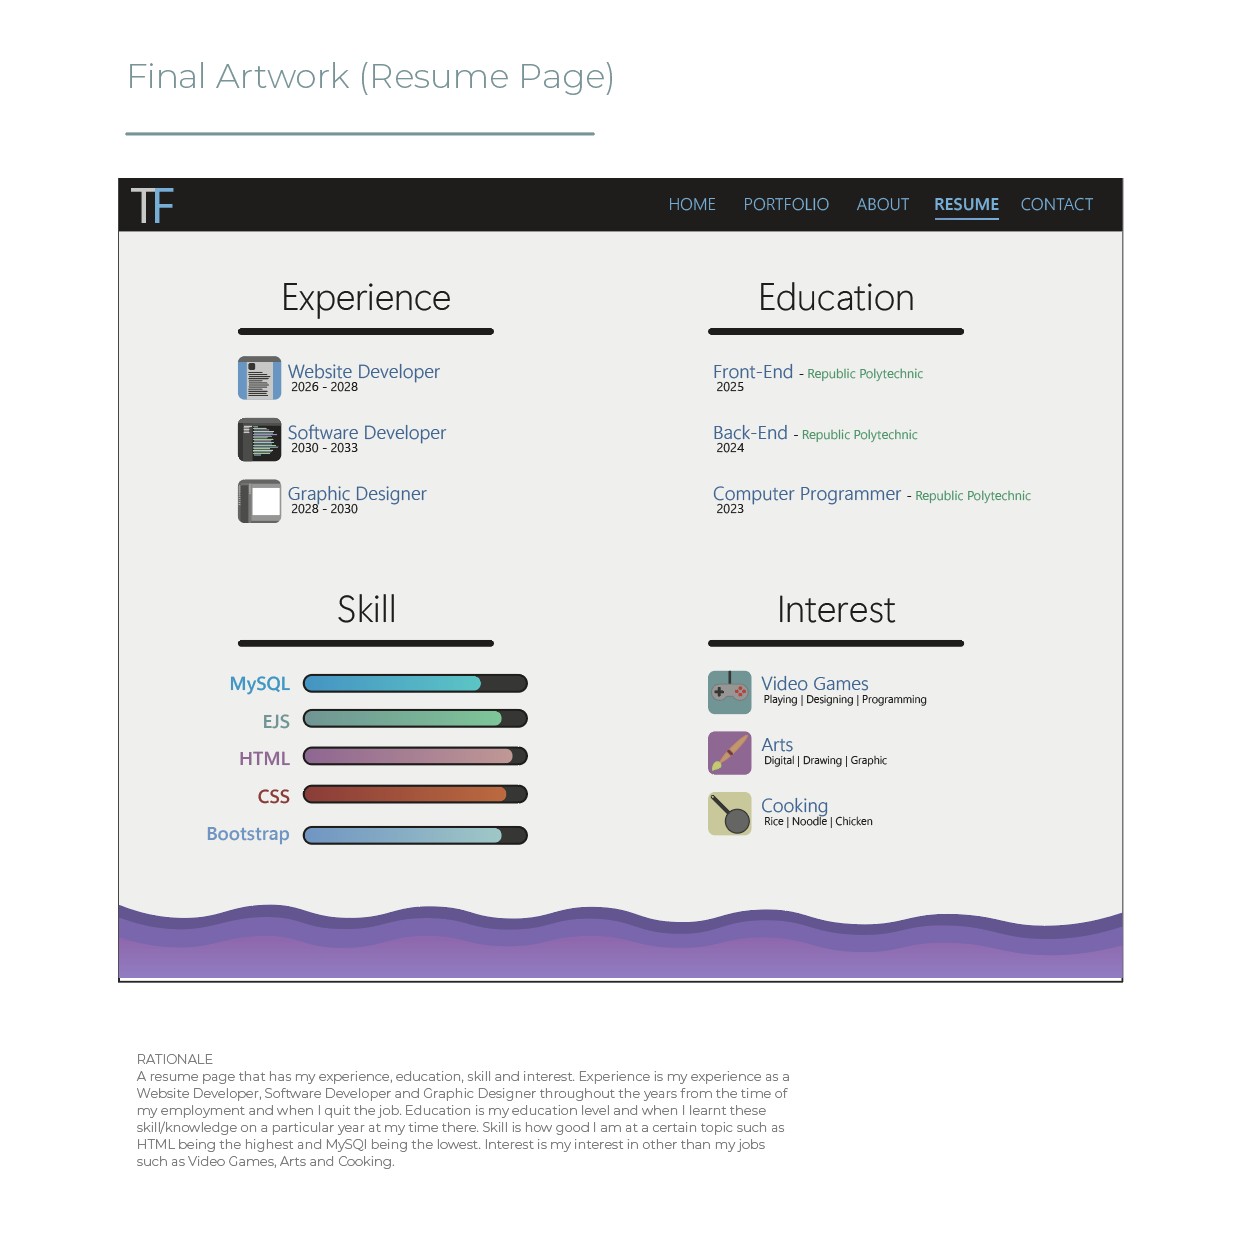 Final Artwork (Resume Page)
TF
HOME PORTFOLIO ABOUT RESUME CONTACT
Experience
Website Developer
2026 - 2028
Software Developer
2030 - 2033
Graphic Designer
2028 - 2030
Education
Front-End - Republic Polytechnic
2025
Back-End - Republic Polytechnic
2024
Computer Programmer - Republic Polytechnic
2023
Skill
MySQL
EJS
HTML
CSS
Bootstrap
Interest
Video Games
Playing | Designing | Programming
Arts
Digital | Drawing | Graphic
Cooking
Rice | Noodle | Chicken
RATIONALE
A resume page that has my experience, education, skill and interest. Experience is my experience as a
Website Developer, Software Developer and Graphic Designer throughout the years from the time of
my employment and when I quit the job. Education is my education level and when I learnt these
skill/knowledge on a particular year at my time there. Skill is how good I am at a certain topic such as
HTML being the highest and MySQl being the lowest. Interest is my interest in other than my jobs
such as Video Games, Arts and Cooking.